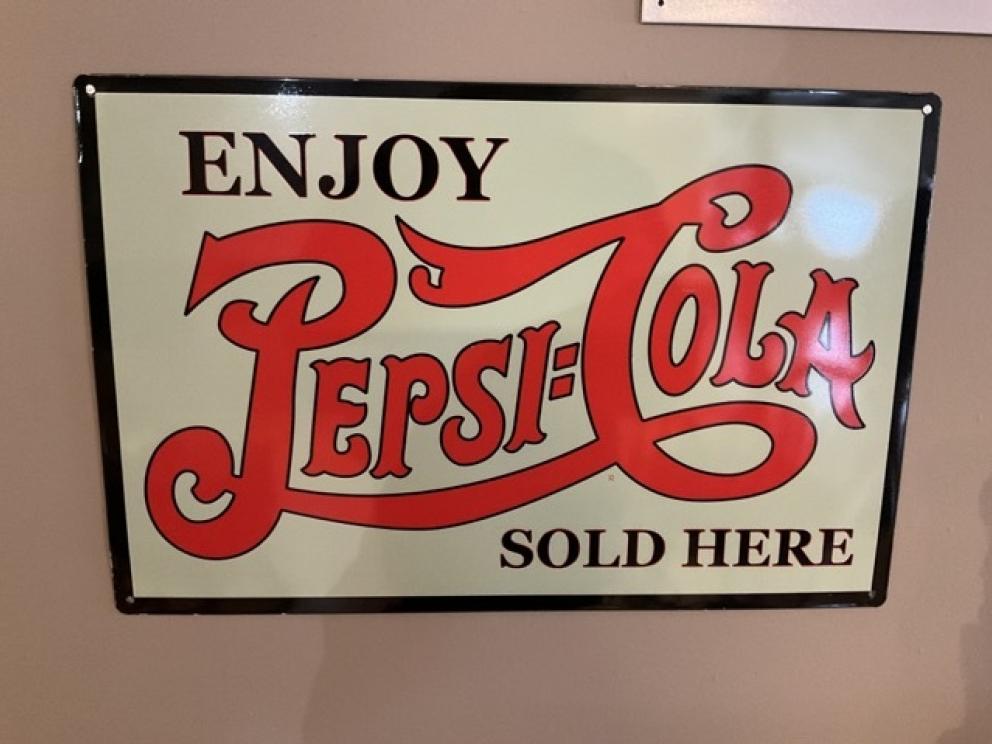 ENJOY
PEPSI=COLA
SOLD HERE